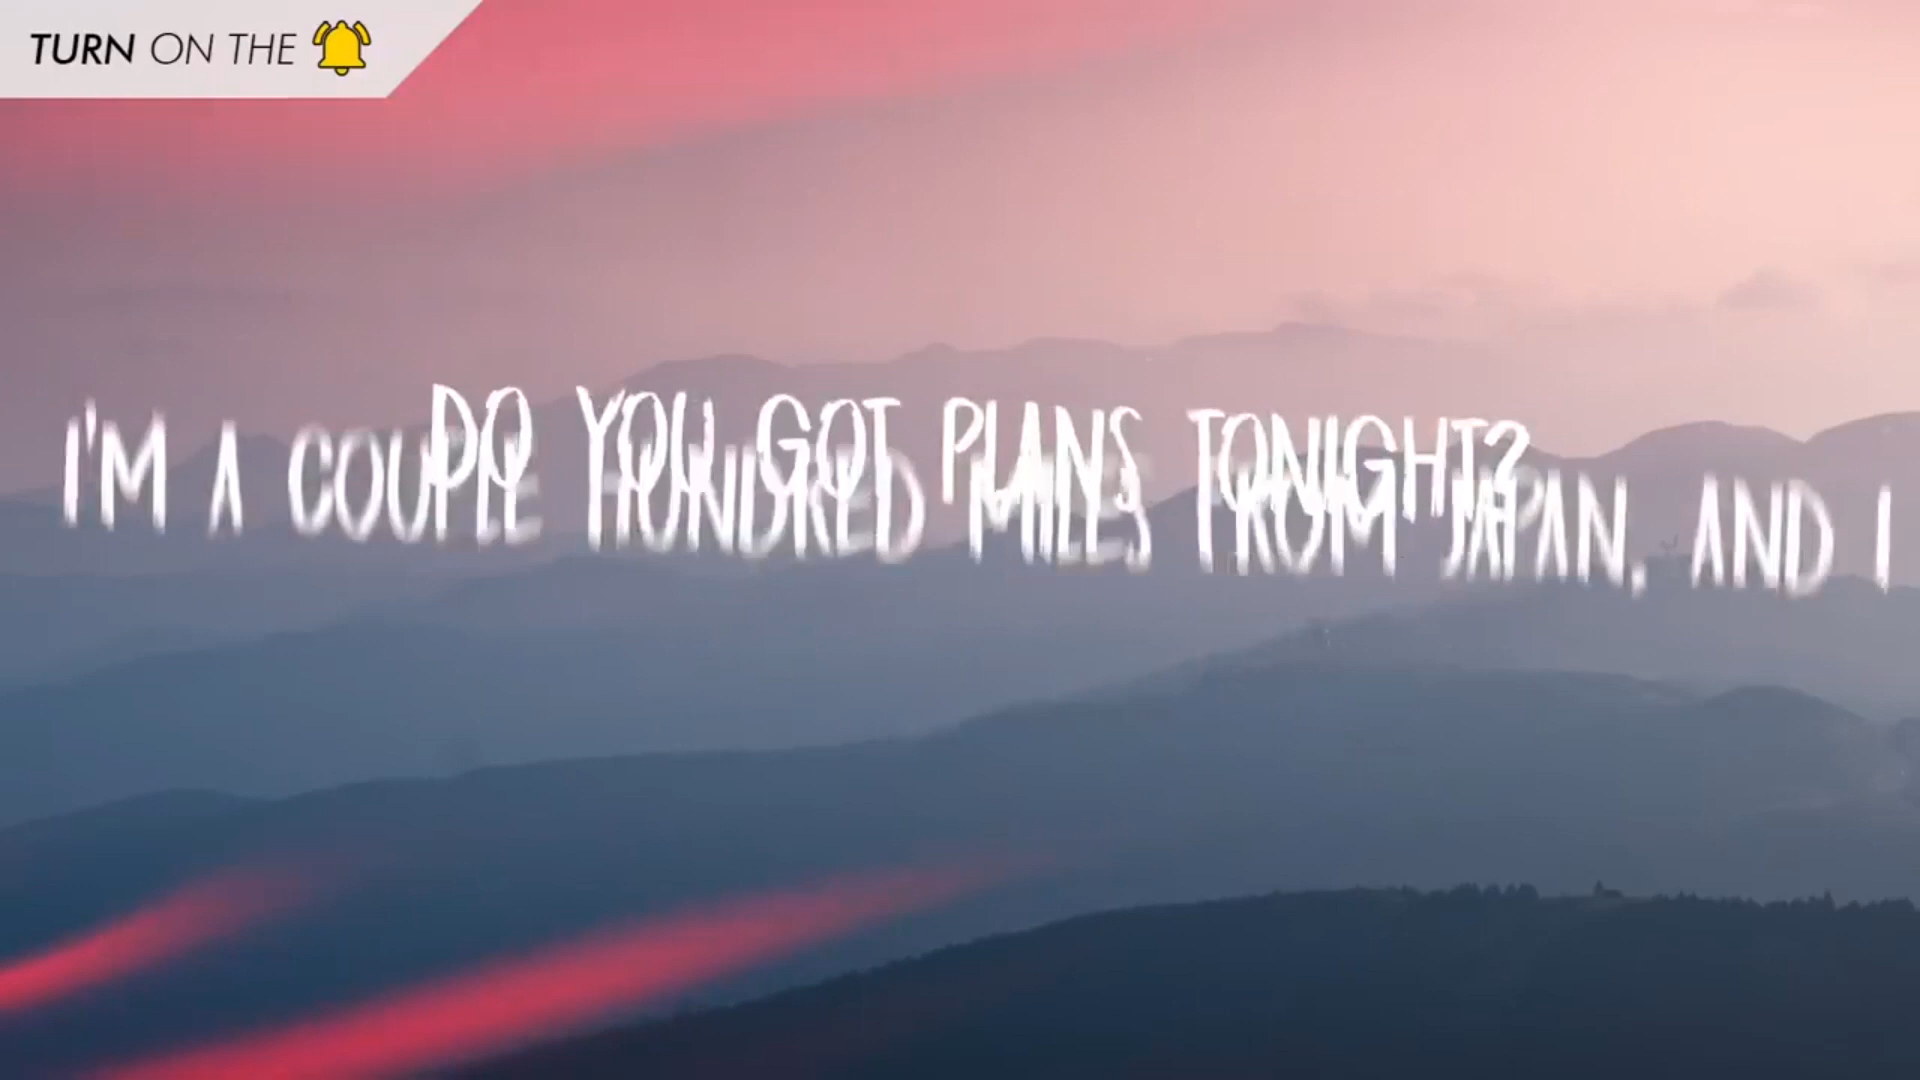 TURN ON THE
DO YOU GOT PLANS TONIGHT?
I'M A COUPLE HUNDRED MILES FROM JAPAN, AND I